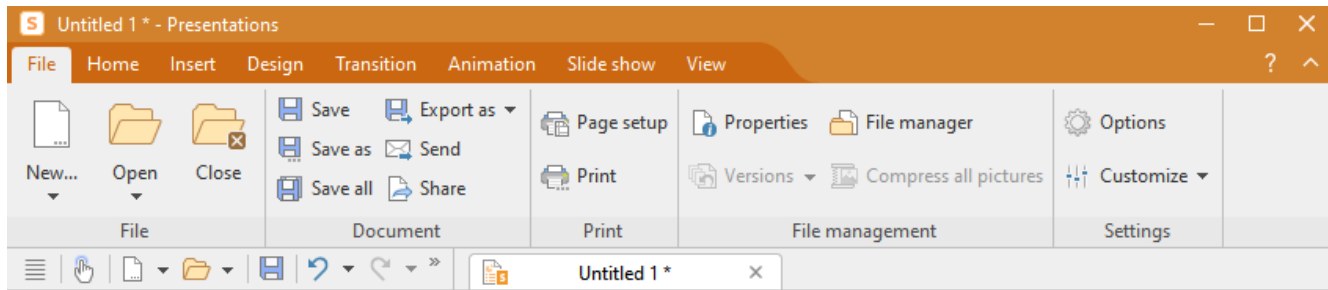 S Untitled 1 * - Presentations
File Home Insert Design Transition Animation Slide show View ?
Save Export as Page setup Properties File manager Options
Save as Send
New... Open Close Save all Share Print Versions Compress all pictures Customize
File Document Print File management Settings
Untitled 1 *